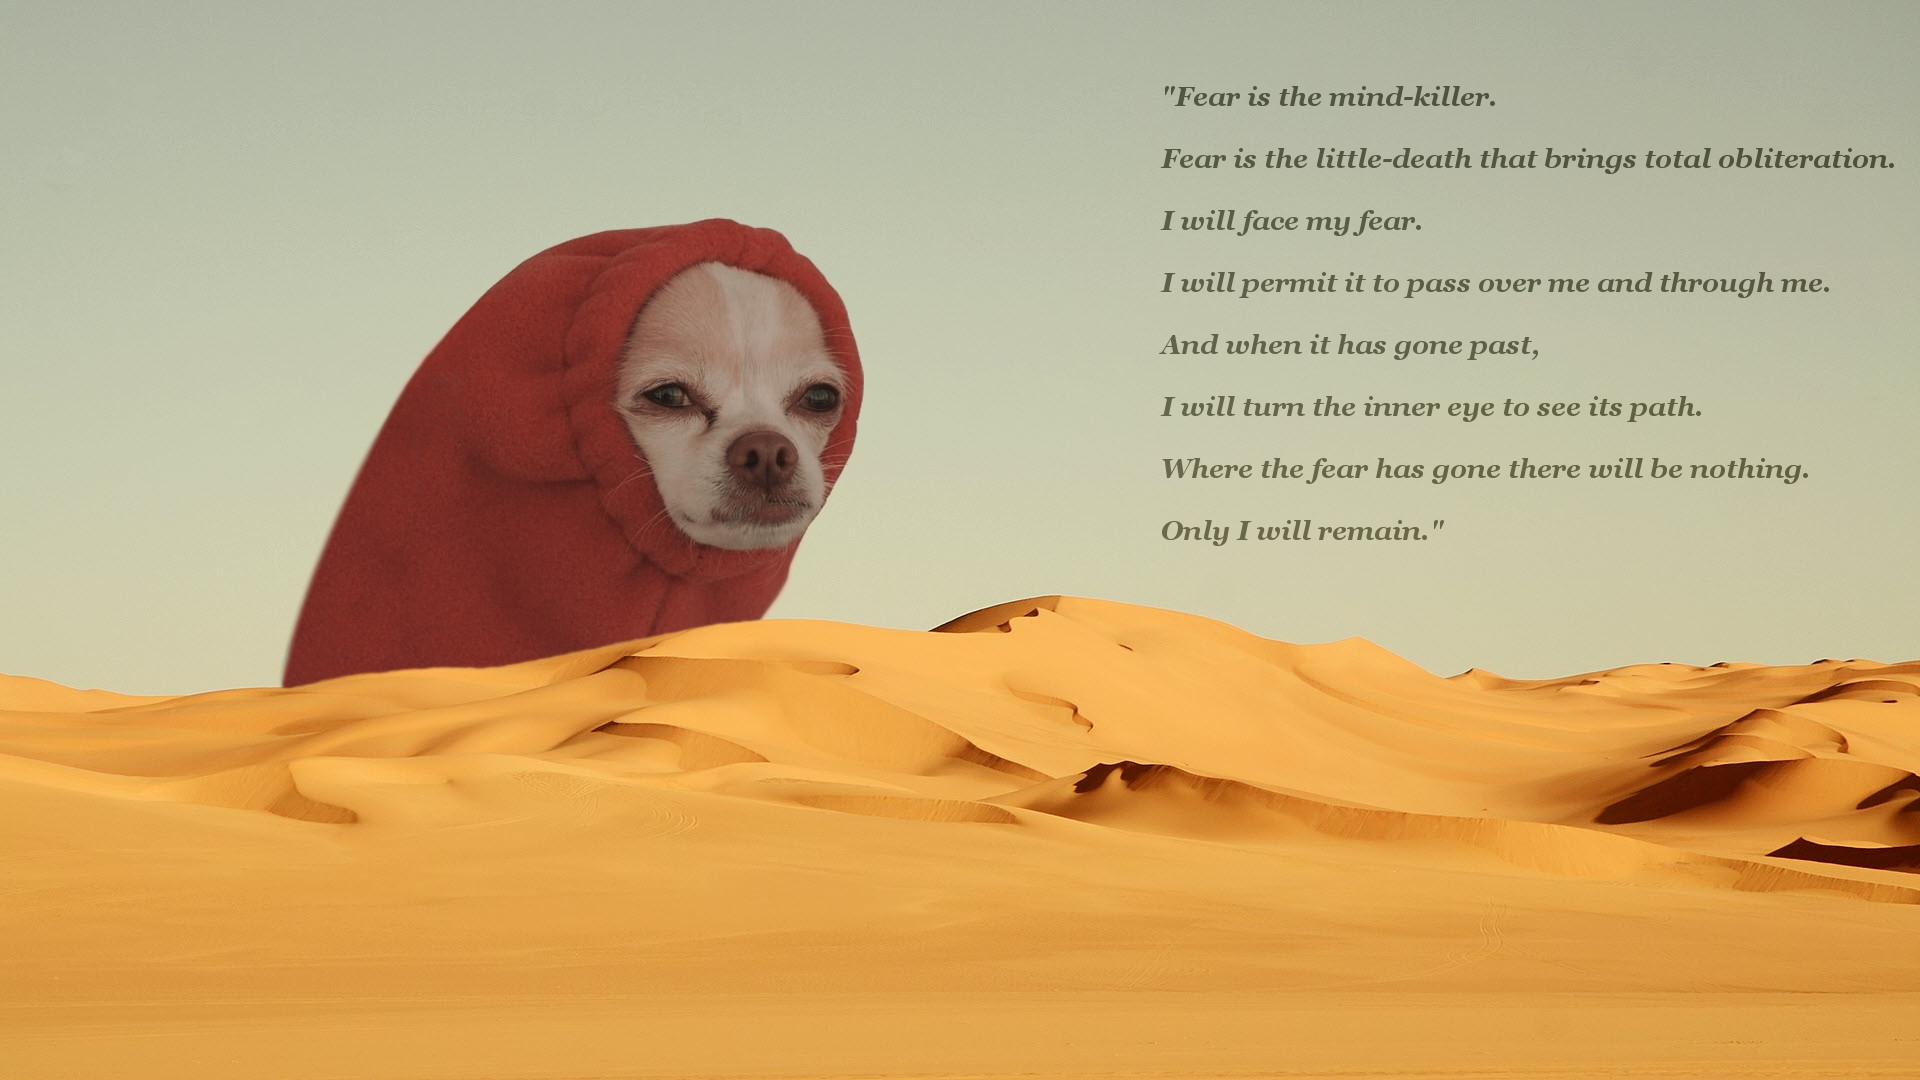 "Fear is the mind-killer.
Fear is the little-death that brings total obliteration.
I will face my fear.
I will permit it to pass over me and through me.
And when it has gone past,
I will turn the inner eye to see its path.
Where the fear has gone there will be nothing.
Only I will remain."